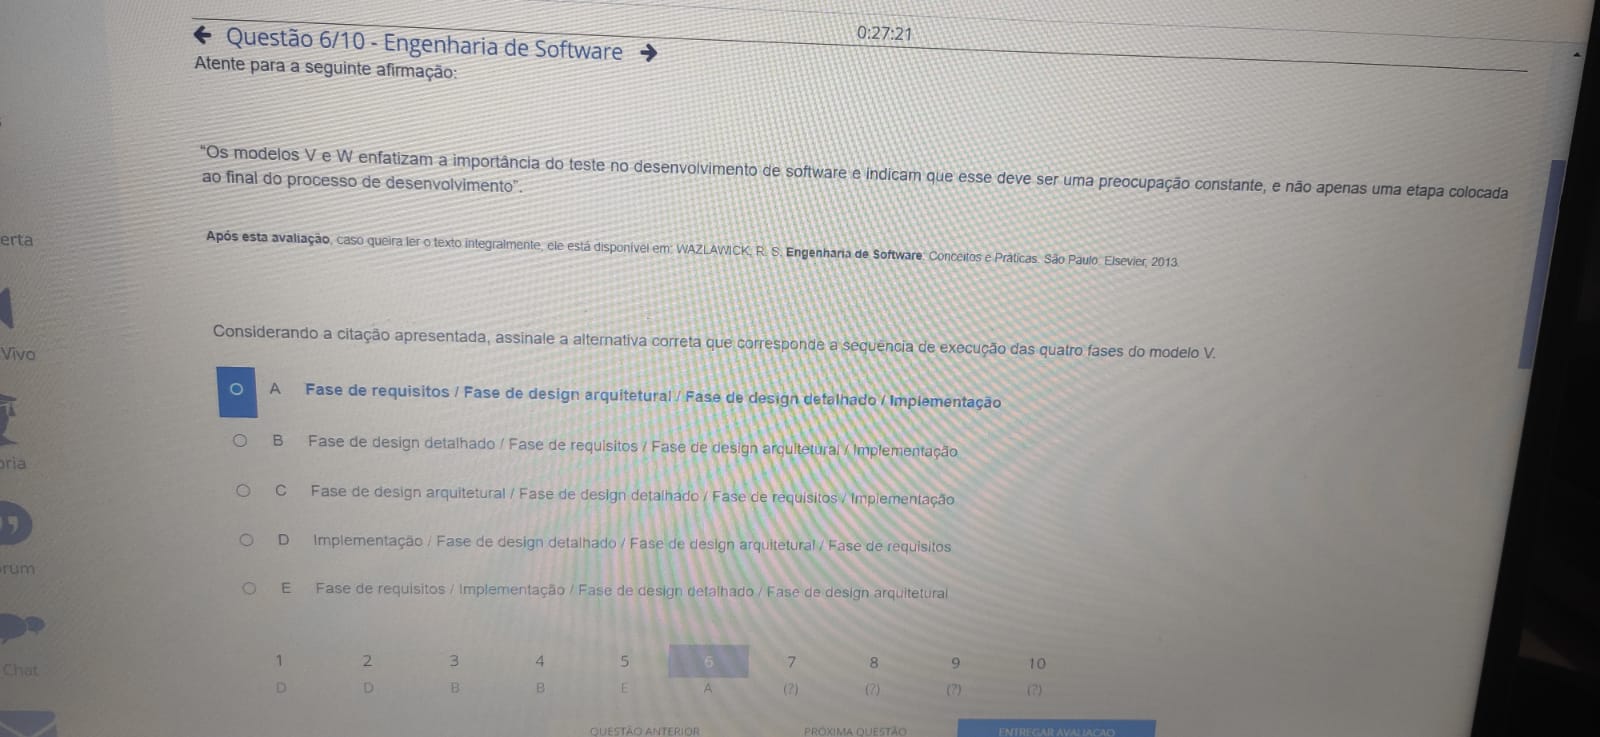 0:27:21
← Questão 6/10 - Engenharia de Software →
Atente para a seguinte afirmação:
"Os modelos V e W enfatizam a importância do teste no desenvolvimento de software e indicam que esse deve ser uma preocupação constante, e não apenas uma etapa colocada
ao final do processo de desenvolvimento".
Após esta avaliação, caso queira ler o texto integralmente, ele está disponível em: WAZLAWICK, R. S. Engenharia de Software: Conceitos e Práticas. São Paulo: Elsevier, 2013.
Considerando a citação apresentada, assinale a alternativa correta que corresponde a sequencia de execução das quatro fases do modelo V.
A Fase de requisitos / Fase de design arquitetural / Fase de design detalhado / Implementação
B Fase de design detalhado / Fase de requisitos / Fase de design arquitetural / Implementação
C Fase de design arquitetural / Fase de design detalhado / Fase de requisitos / Implementação
D Implementação / Fase de design detalhado / Fase de design arquitetural / Fase de requisitos
E Fase de requisitos / Implementação / Fase de design detalhado / Fase de design arquitetural
erta
Vivo
oria
rum
Chat
1 2 3 4 5 6 7 8 9 10
D D B B E A (?) (?) (?) (?)
QUESTÃO ANTERIOR PRÓXIMA QUESTÃO ENTREGAR AVALIAÇÃO